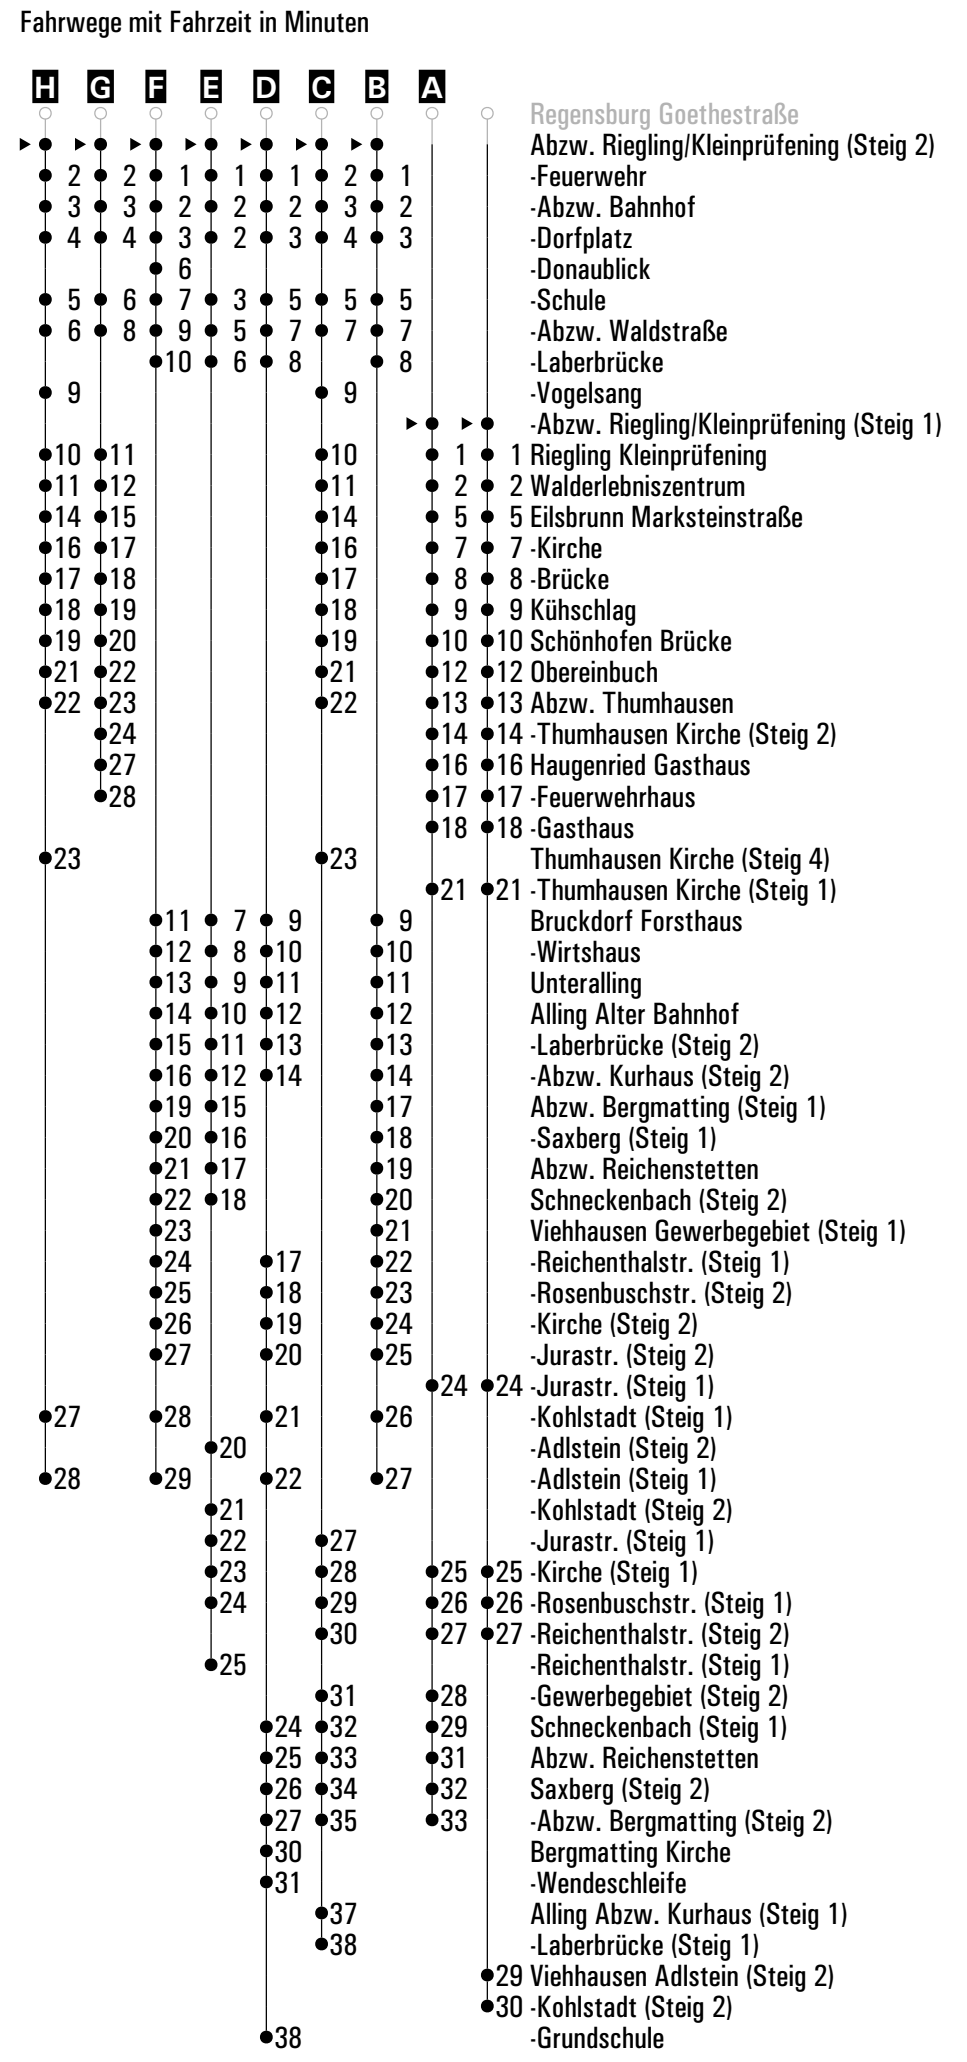 Fahrwege mit Fahrzeit in Minuten
H G F E D C B A
Regensburg Goethestraße
Abzw. Riegling/Kleinprüfening (Steig 2)
2 2 1 1 1 2 1 -Feuerwehr
3 3 2 2 2 3 2 -Abzw. Bahnhof
4 4 3 2 3 4 3 -Dorfplatz
6 -Donaublick
5 6 7 3 5 5 5 -Schule
6 8 9 5 7 7 7 -Abzw. Waldstraße
10 6 8 8 -Laberbrücke
9 9 -Vogelsang
-Abzw. Riegling/Kleinprüfening (Steig 1)
10 11 10 1 1 Riegling Kleinprüfening
11 12 11 2 2 Walderlebniszentrum
14 15 14 5 5 Eilsbrunn Marksteinstraße
16 17 16 7 7 -Kirche
17 18 17 8 8 -Brücke
18 19 18 9 9 Kühschlag
19 20 19 10 10 Schönhofen Brücke
21 22 21 12 12 Obereinbuch
22 23 22 13 13 Abzw. Thumhausen
24 14 14 -Thumhausen Kirche (Steig 2)
27 16 16 Haugenried Gasthaus
28 17 17 -Feuerwehrhaus
18 18 -Gasthaus
23 23 Thumhausen Kirche (Steig 4)
21 21 -Thumhausen Kirche (Steig 1)
11 7 9 9 Bruckdorf Forsthaus
12 8 10 10 -Wirtshaus
13 9 11 11 Unteralling
14 10 12 12 Alling Alter Bahnhof
15 11 13 13 -Laberbrücke (Steig 2)
16 12 14 14 -Abzw. Kurhaus (Steig 2)
19 15 17 Abzw. Bergmatting (Steig 1)
20 16 18 -Saxberg (Steig 1)
21 17 19 Abzw. Reichenstetten
22 18 20 Schneckenbach (Steig 2)
23 21 Viehhausen Gewerbegebiet (Steig 1)
24 17 22 -Reichenthalstr. (Steig 1)
25 18 23 -Rosenbuschstr. (Steig 2)
26 19 24 -Kirche (Steig 2)
27 20 25 -Jurastr. (Steig 2)
24 24 -Jurastr. (Steig 1)
27 28 21 26 -Kohlstadt (Steig 1)
20 -Adlstein (Steig 2)
28 29 22 27 -Adlstein (Steig 1)
21 -Kohlstadt (Steig 2)
22 27 -Jurastr. (Steig 1)
23 28 25 25 -Kirche (Steig 1)
24 29 26 26 -Rosenbuschstr. (Steig 1)
30 27 27 -Reichenthalstr. (Steig 2)
25 -Reichenthalstr. (Steig 1)
31 28 -Gewerbegebiet (Steig 2)
24 32 29 Schneckenbach (Steig 1)
25 33 31 Abzw. Reichenstetten
26 34 32 Saxberg (Steig 2)
27 35 33 -Abzw. Bergmatting (Steig 2)
30 Bergmatting Kirche
31 -Wendeschleife
37 Alling Abzw. Kurhaus (Steig 1)
38 -Laberbrücke (Steig 1)
29 Viehhausen Adlstein (Steig 2)
30 -Kohlstadt (Steig 2)
38 -Grundschule